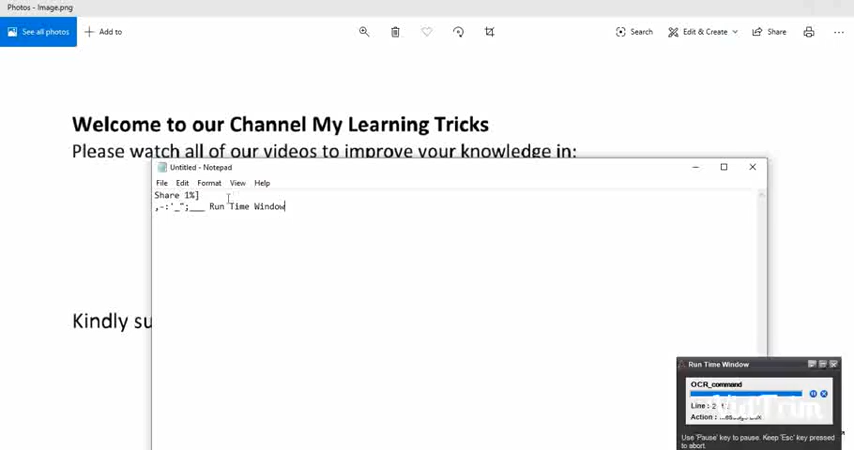 Photos - Image.png
See all photos
Add to
Search
Edit & Create
Share
Welcome to our Channel My Learning Tricks
Please watch all of our videos to improve your knowledge in:
Untitled - Notepad
File Edit Format View Help
Share 1%]
,~:'_";___ Run Time Window
Kindly su
Run Time Window
OCR_command
VidTrim
Line :
Action :
Use 'Pause' key to pause. Keep 'Esc' key pressed
to abort.